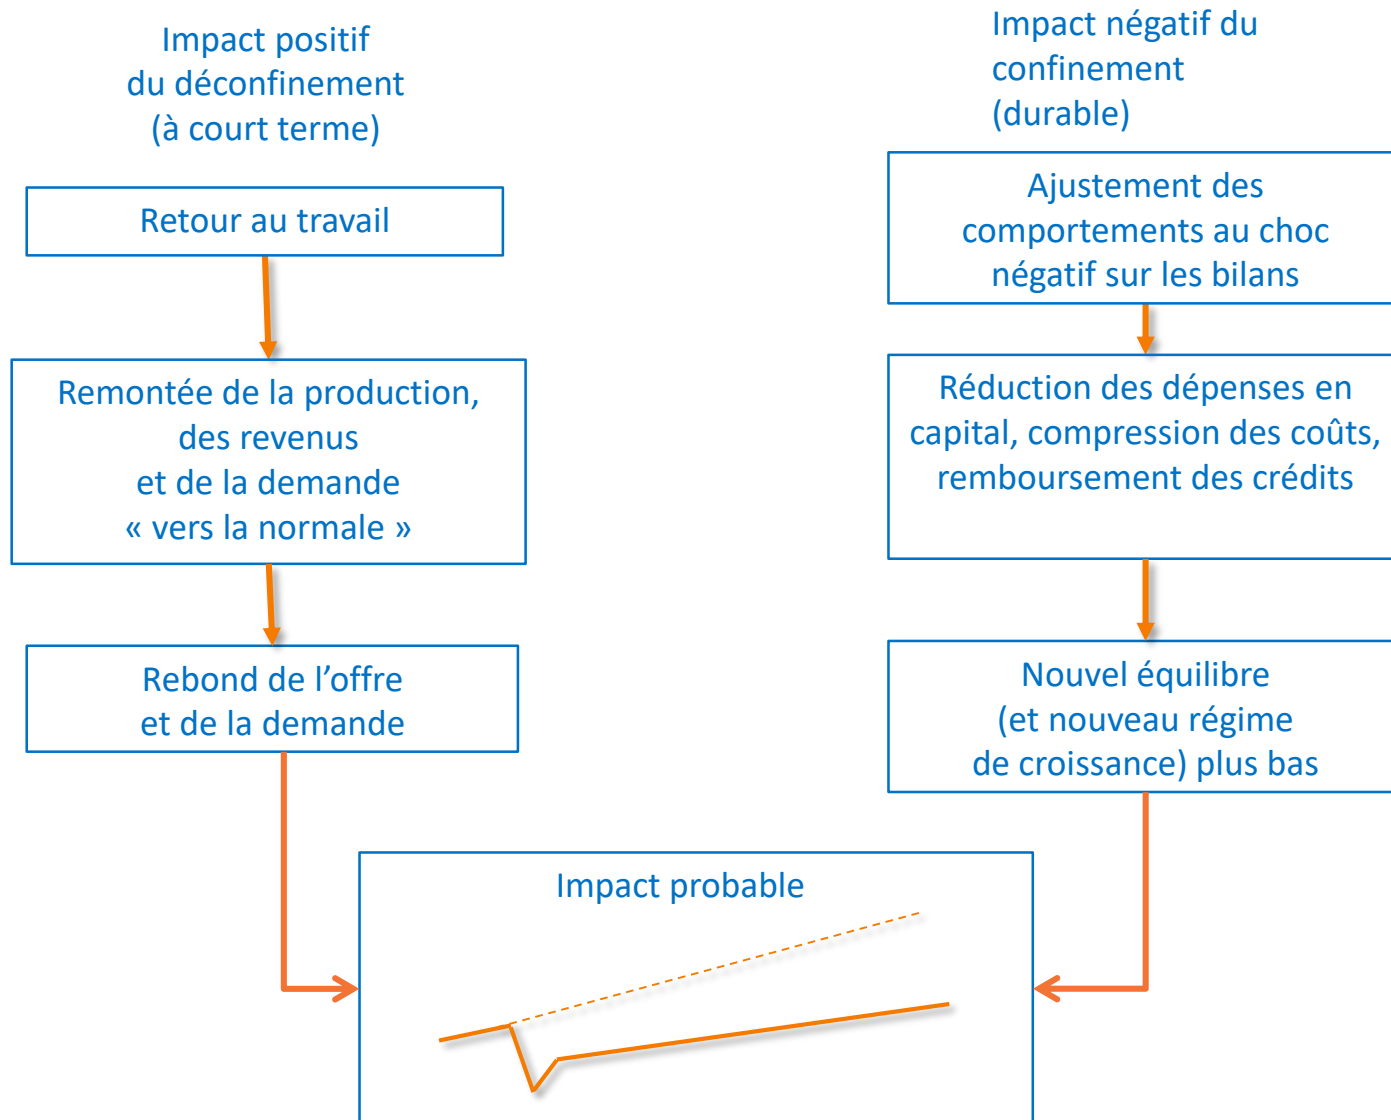 Impact positif
du déconfinement
(à court terme)
Retour au travail
Remontée de la production,
des revenus
et de la demande
« vers la normale »
Rebond de l’offre
et de la demande
Impact négatif du
confinement
(durable)
Ajustement des
comportements au choc
négatif sur les bilans
Réduction des dépenses en
capital, compression des coûts,
remboursement des crédits
Nouvel équilibre
(et nouveau régime
de croissance) plus bas
Impact probable